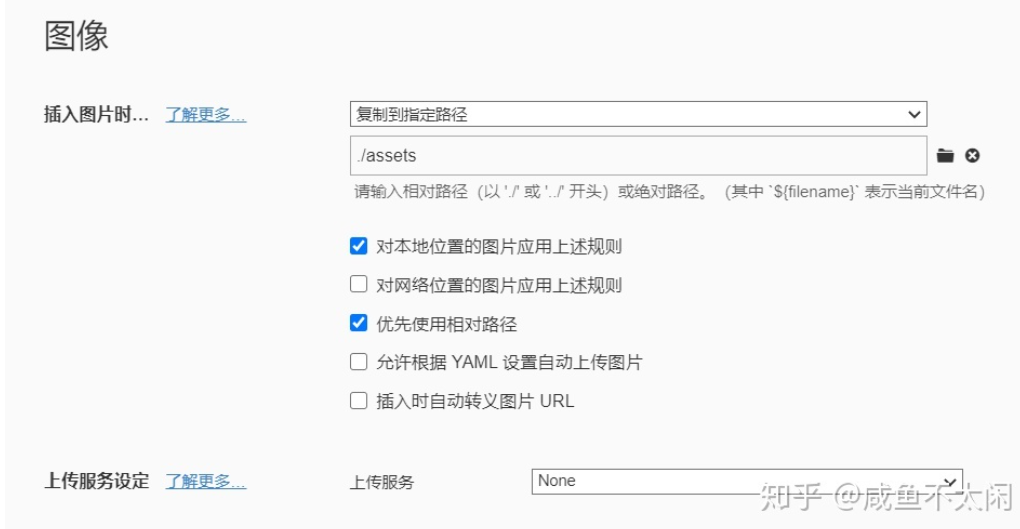 图像
插入图片时... 了解更多... 复制到指定路径
./assets
请输入相对路径（以 './' 或 '../' 开头）或绝对路径。 （其中 `${filename}` 表示当前文件名）
对本地位置的图片应用上述规则
对网络位置的图片应用上述规则
优先使用相对路径
允许根据 YAML 设置自动上传图片
插入时自动转义图片 URL
上传服务设定 了解更多... 上传服务 None
知乎 @咸鱼不太闲